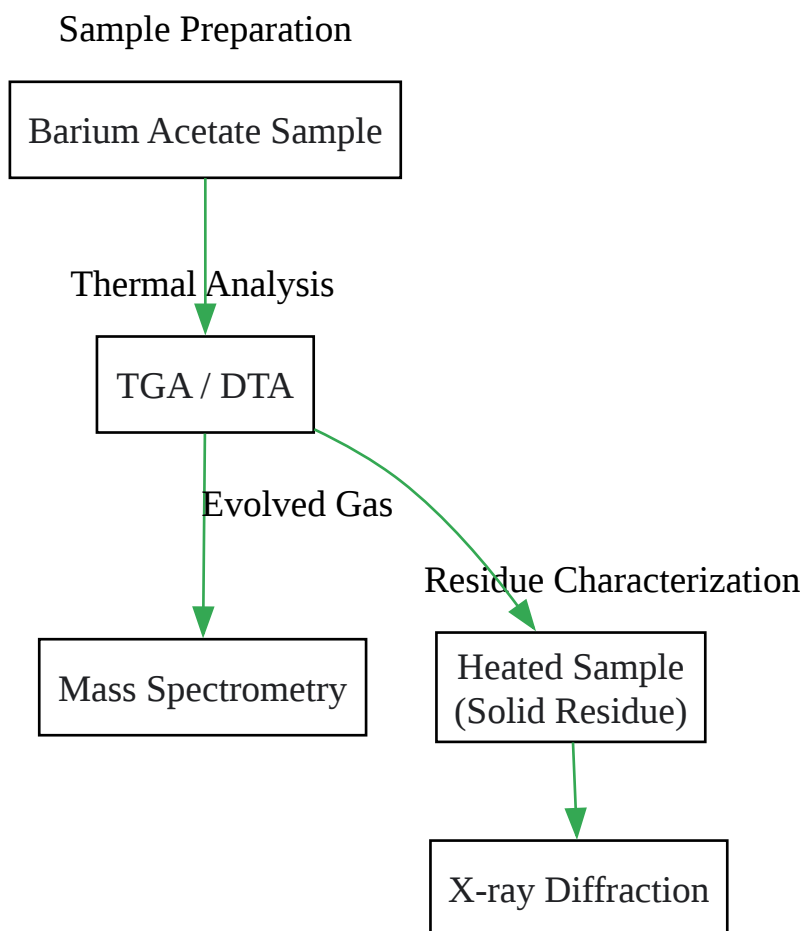 Sample Preparation
Barium Acetate Sample
Thermal Analysis
TGA / DTA
Evolved Gas
Residue Characterization
Heated Sample
(Solid Residue)
Mass Spectrometry
X-ray Diffraction